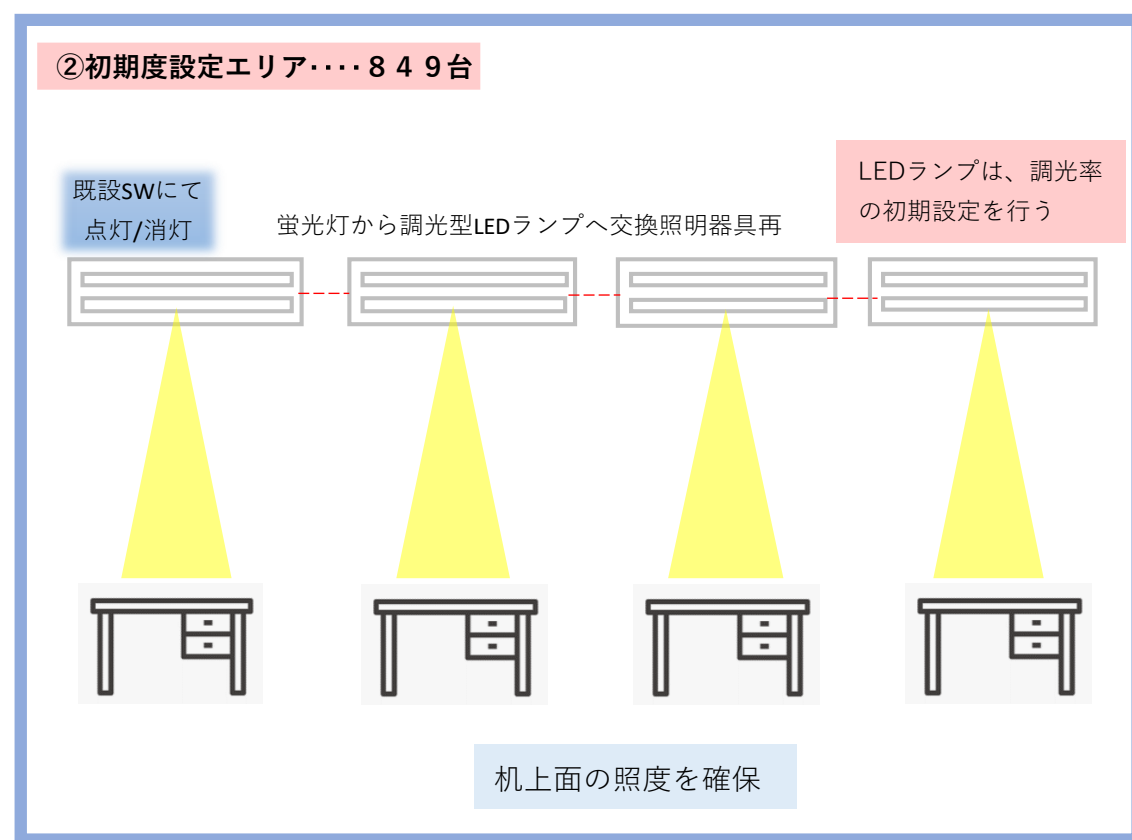 ②初期度設定エリア‥‥８４９台
既設SWにて
点灯/消灯
蛍光灯から調光型LEDランプへ交換照明器具再
LEDランプは、調光率
の初期設定を行う
机上面の照度を確保